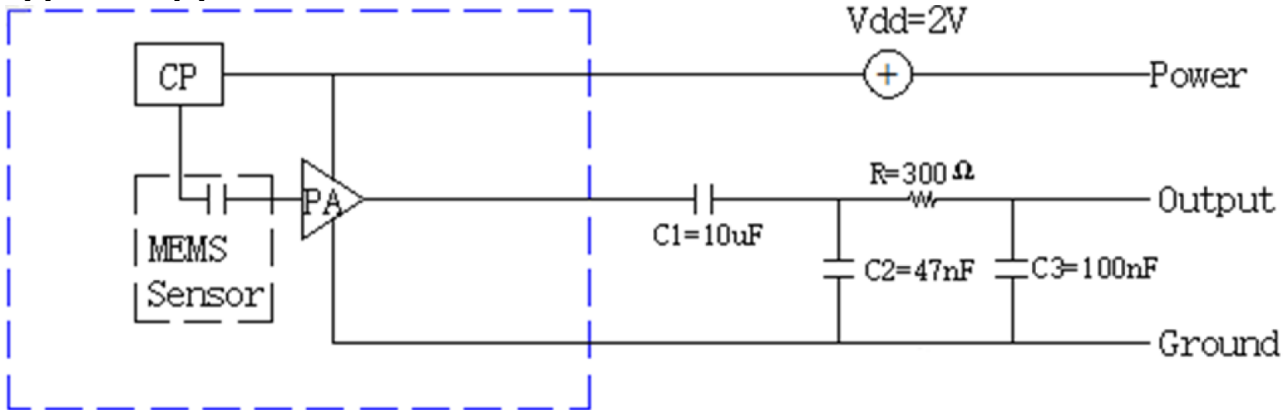 Vdd=2V
CP
Power
R=300 Ω
PA
Output
C1=10uF
MEMS
Sensor
C2=47nF
C3=100nF
Ground